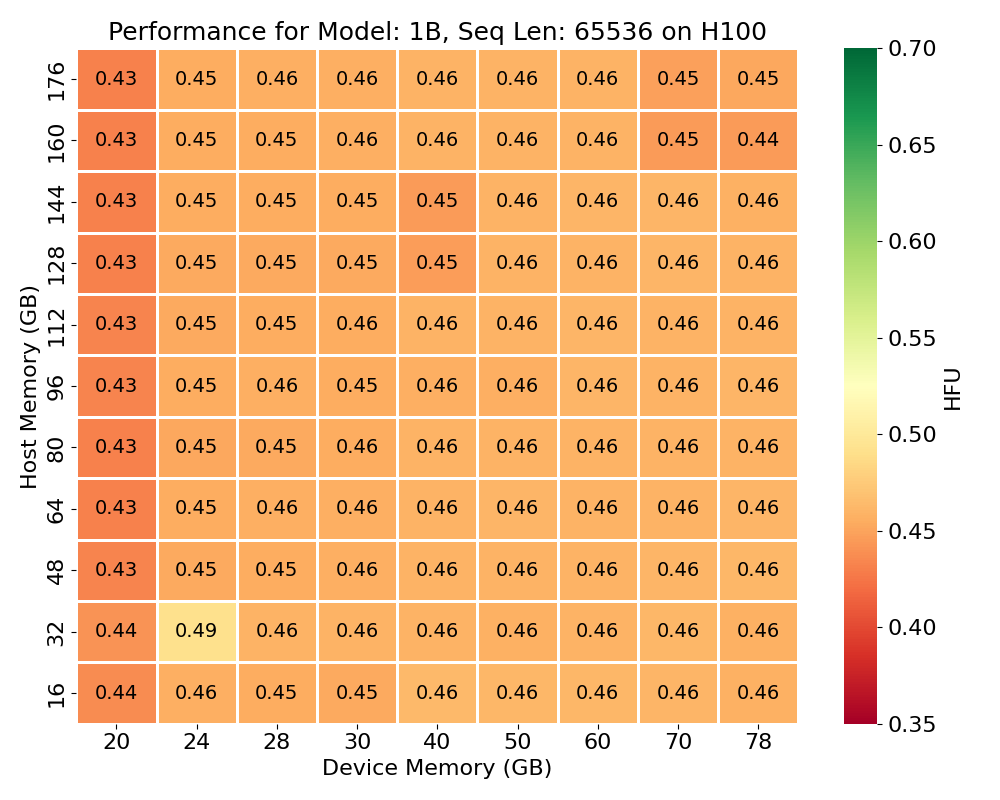 Performance for Model: 1B, Seq Len: 65536 on H100
176 0.43 0.45 0.46 0.46 0.46 0.46 0.46 0.45 0.45
160 0.43 0.45 0.45 0.46 0.46 0.46 0.46 0.45 0.44
144 0.43 0.45 0.45 0.45 0.45 0.46 0.46 0.46 0.46
128 0.43 0.45 0.45 0.45 0.45 0.46 0.46 0.46 0.46
112 0.43 0.45 0.45 0.46 0.46 0.46 0.46 0.46 0.46
96 0.43 0.45 0.46 0.45 0.46 0.46 0.46 0.46 0.46
80 0.43 0.45 0.45 0.46 0.46 0.46 0.46 0.46 0.46
64 0.43 0.45 0.46 0.46 0.46 0.46 0.46 0.46 0.46
48 0.43 0.45 0.45 0.46 0.46 0.46 0.46 0.46 0.46
32 0.44 0.49 0.46 0.46 0.46 0.46 0.46 0.46 0.46
16 0.44 0.46 0.45 0.45 0.46 0.46 0.46 0.46 0.46
20 24 28 30 40 50 60 70 78
Device Memory (GB)
Host Memory (GB)
0.70
0.65
0.60
0.55
0.50
0.45
0.40
0.35
HFU